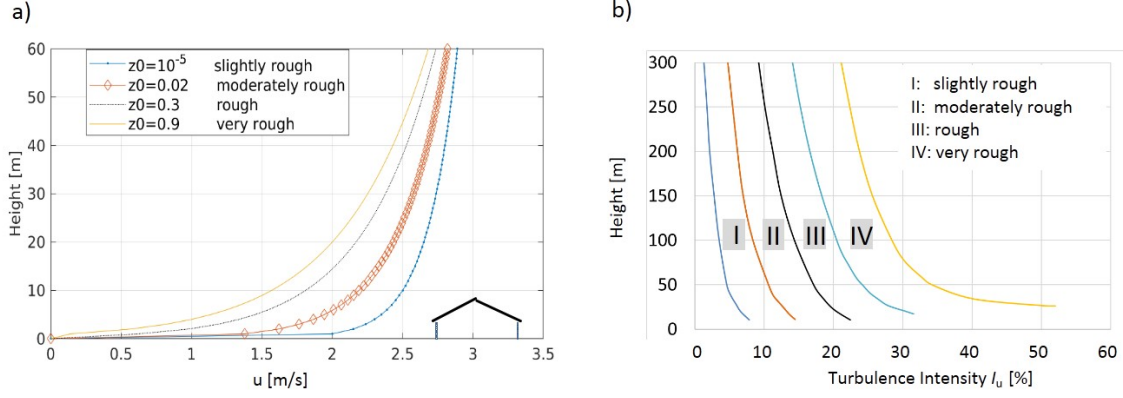 a)
60
50
40
30
20
10
0
Height [m]
z0=10⁻⁵ slightly rough
z0=0.02 moderately rough
z0=0.3 rough
z0=0.9 very rough
0 0.5 1 1.5 2 2.5 3 3.5
u [m/s]
b)
300
250
200
150
100
50
0
Height [m]
I: slightly rough
II: moderately rough
III: rough
IV: very rough
I II III IV
0 10 20 30 40 50 60
Turbulence Intensity Iu [%]